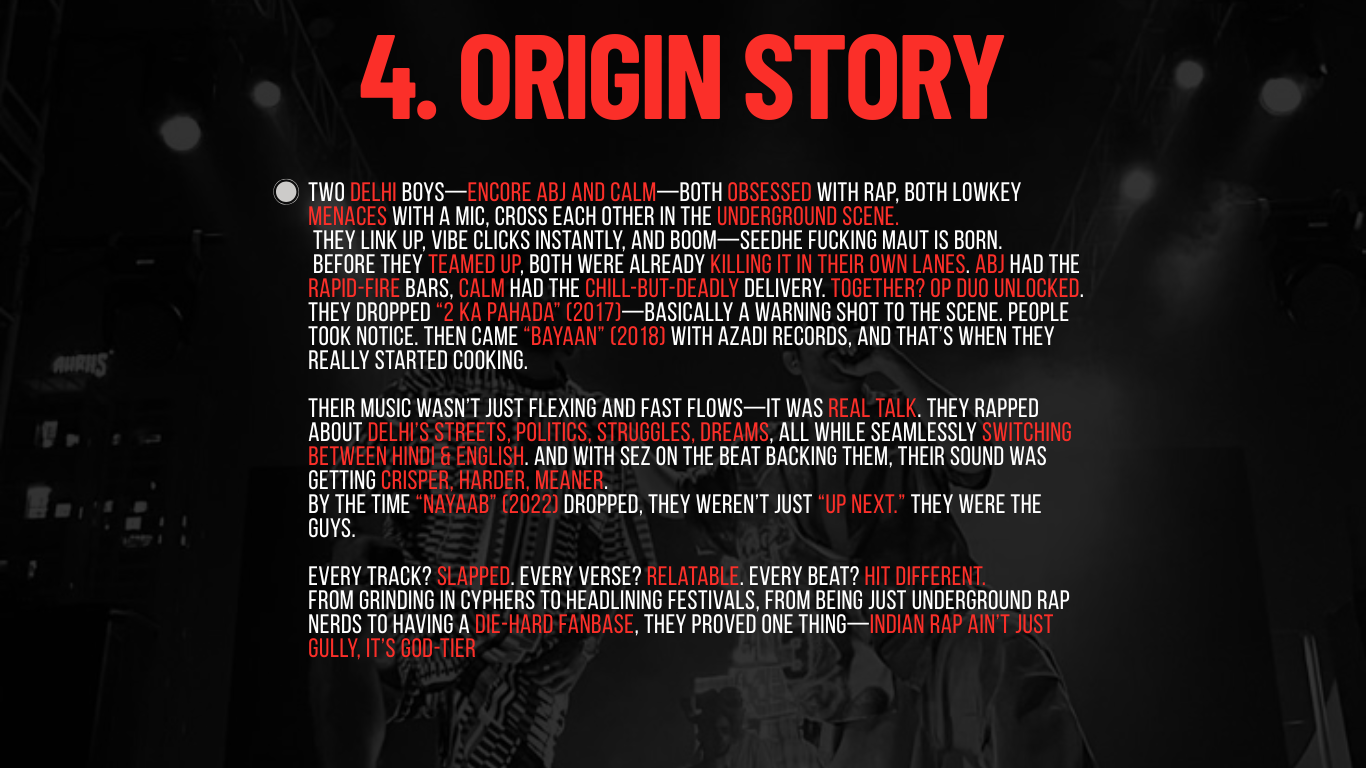 4. ORIGIN STORY
TWO DELHI BOYS—ENCORE ABJ AND CALM—BOTH OBSESSED WITH RAP, BOTH LOWKEY
MENACES WITH A MIC, CROSS EACH OTHER IN THE UNDERGROUND SCENE.
THEY LINK UP, VIBE CLICKS INSTANTLY, AND BOOM—SEEDHE FUCKING MAUT IS BORN.
BEFORE THEY TEAMED UP, BOTH WERE ALREADY KILLING IT IN THEIR OWN LANES. ABJ HAD THE
RAPID-FIRE BARS, CALM HAD THE CHILL-BUT-DEADLY DELIVERY. TOGETHER? OP DUO UNLOCKED.
THEY DROPPED “2 KA PAHADA” (2017)—BASICALLY A WARNING SHOT TO THE SCENE. PEOPLE
TOOK NOTICE. THEN CAME “BAYAAN” (2018) WITH AZADI RECORDS, AND THAT’S WHEN THEY
REALLY STARTED COOKING.
THEIR MUSIC WASN’T JUST FLEXING AND FAST FLOWS—IT WAS REAL TALK. THEY RAPPED
ABOUT DELHI’S STREETS, POLITICS, STRUGGLES, DREAMS, ALL WHILE SEAMLESSLY SWITCHING
BETWEEN HINDI & ENGLISH. AND WITH SEZ ON THE BEAT BACKING THEM, THEIR SOUND WAS
GETTING CRISPER, HARDER, MEANER.
BY THE TIME “NAYAAB” (2022) DROPPED, THEY WEREN’T JUST “UP NEXT.” THEY WERE THE
GUYS.
EVERY TRACK? SLAPPED. EVERY VERSE? RELATABLE. EVERY BEAT? HIT DIFFERENT.
FROM GRINDING IN CYPHERS TO HEADLINING FESTIVALS, FROM BEING JUST UNDERGROUND RAP
NERDS TO HAVING A DIE-HARD FANBASE, THEY PROVED ONE THING—INDIAN RAP AIN’T JUST
GULLY, IT’S GOD-TIER